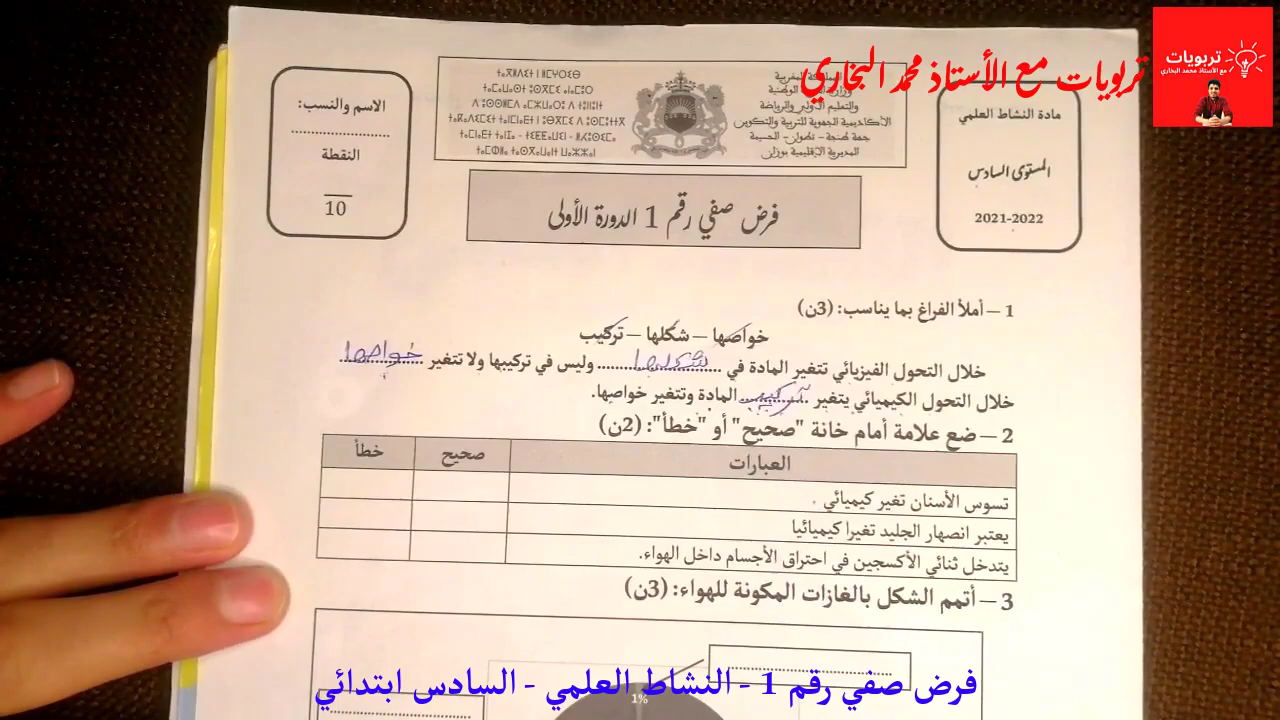 تربويات مع الأستاذ محمد البخاري
تربويات
مع الأستاذ محمد البخاري
مادة النشاط العلمي
المستوى السادس
2021-2022
المملكة المغربية
وزارة التربية الوطنية
والتعليم الأولي والرياضة
الأكاديمية الجهوية للتربية والتكوين
جهة طنجة - تطوان - الحسيمة
المديرية الإقليمية بوزان
الاسم والنسب:
النقطة
10
فرض صفي رقم 1 الدورة الأولى
1 – أملأ الفراغ بما يناسب: (3ن)
خواصها – شكلها – تركيب
خلال التحول الفيزيائي تتغير المادة في شكلها وليس في تركيبها ولا تتغير خواصها
خلال التحول الكيميائي يتغير تركيب المادة وتتغير خواصها.
2 – ضع علامة أمام خانة "صحيح" أو "خطأ": (2ن)
العبارات صحيح خطأ
تسوس الأسنان تغير كيميائي .
يعتبر انصهار الجليد تغيرا كيميائيا
يتدخل ثنائي الأكسجين في احتراق الأجسام داخل الهواء.
3 – أتمم الشكل بالغازات المكونة للهواء: (3ن)
1%
فرض صفي رقم 1 - النشاط العلمي - السادس ابتدائي